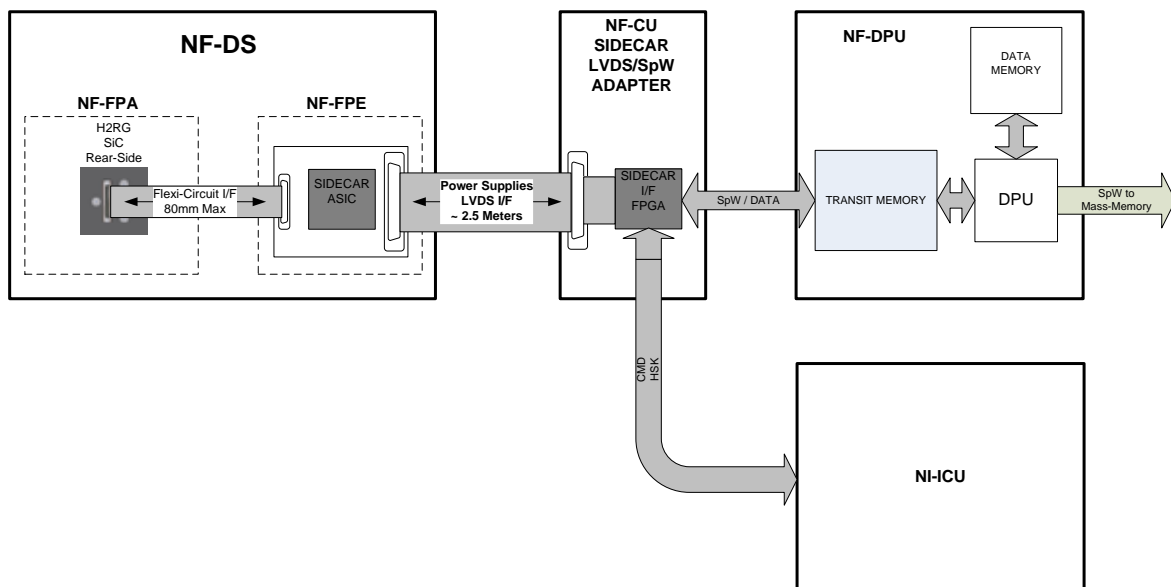 NF-DS
NF-FPA
H2RG
SiC
Rear-Side
Flexi-Circuit I/F
80mm Max
NF-FPE
SIDECAR
ASIC
Power Supplies
LVDS I/F
~ 2.5 Meters
NF-CU
SIDECAR
LVDS/SpW
ADAPTER
SIDECAR
I/F
FPGA
SpW / DATA
CMD
HSK
NF-DPU
DATA
MEMORY
TRANSIT MEMORY
DPU
SpW to
Mass-Memory
NI-ICU